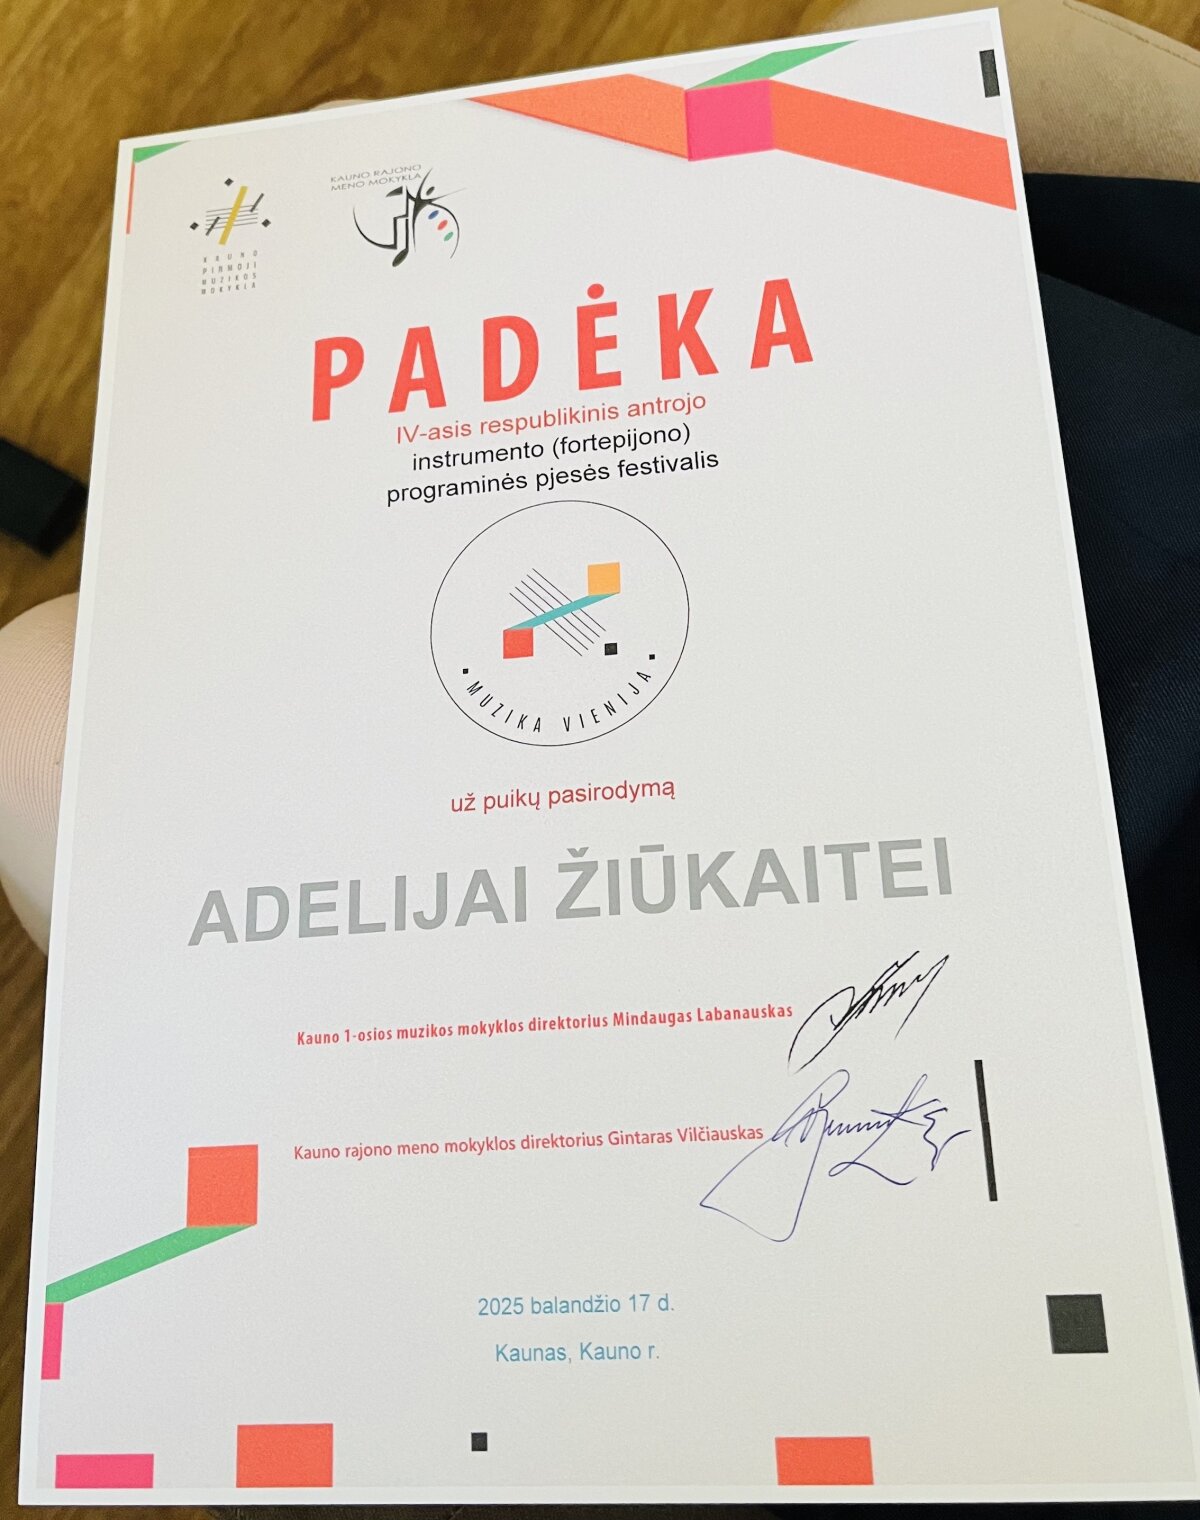 KAUNO
PIRMOJI
MUZIKOS
MOKYKLA
KAUNO RAJONO
MENO MOKYKLA
PADĖKA
IV-asis respublikinis antrojo
instrumento (fortepijono)
programinės pjesės festivalis
MUZIKA VIENIJA
už puikų pasirodymą
ADELIJAI ŽIŪKAITEI
Kauno 1-osios muzikos mokyklos direktorius Mindaugas Labanauskas
Kauno rajono meno mokyklos direktorius Gintaras Vilčiauskas
2025 balandžio 17 d.
Kaunas, Kauno r.